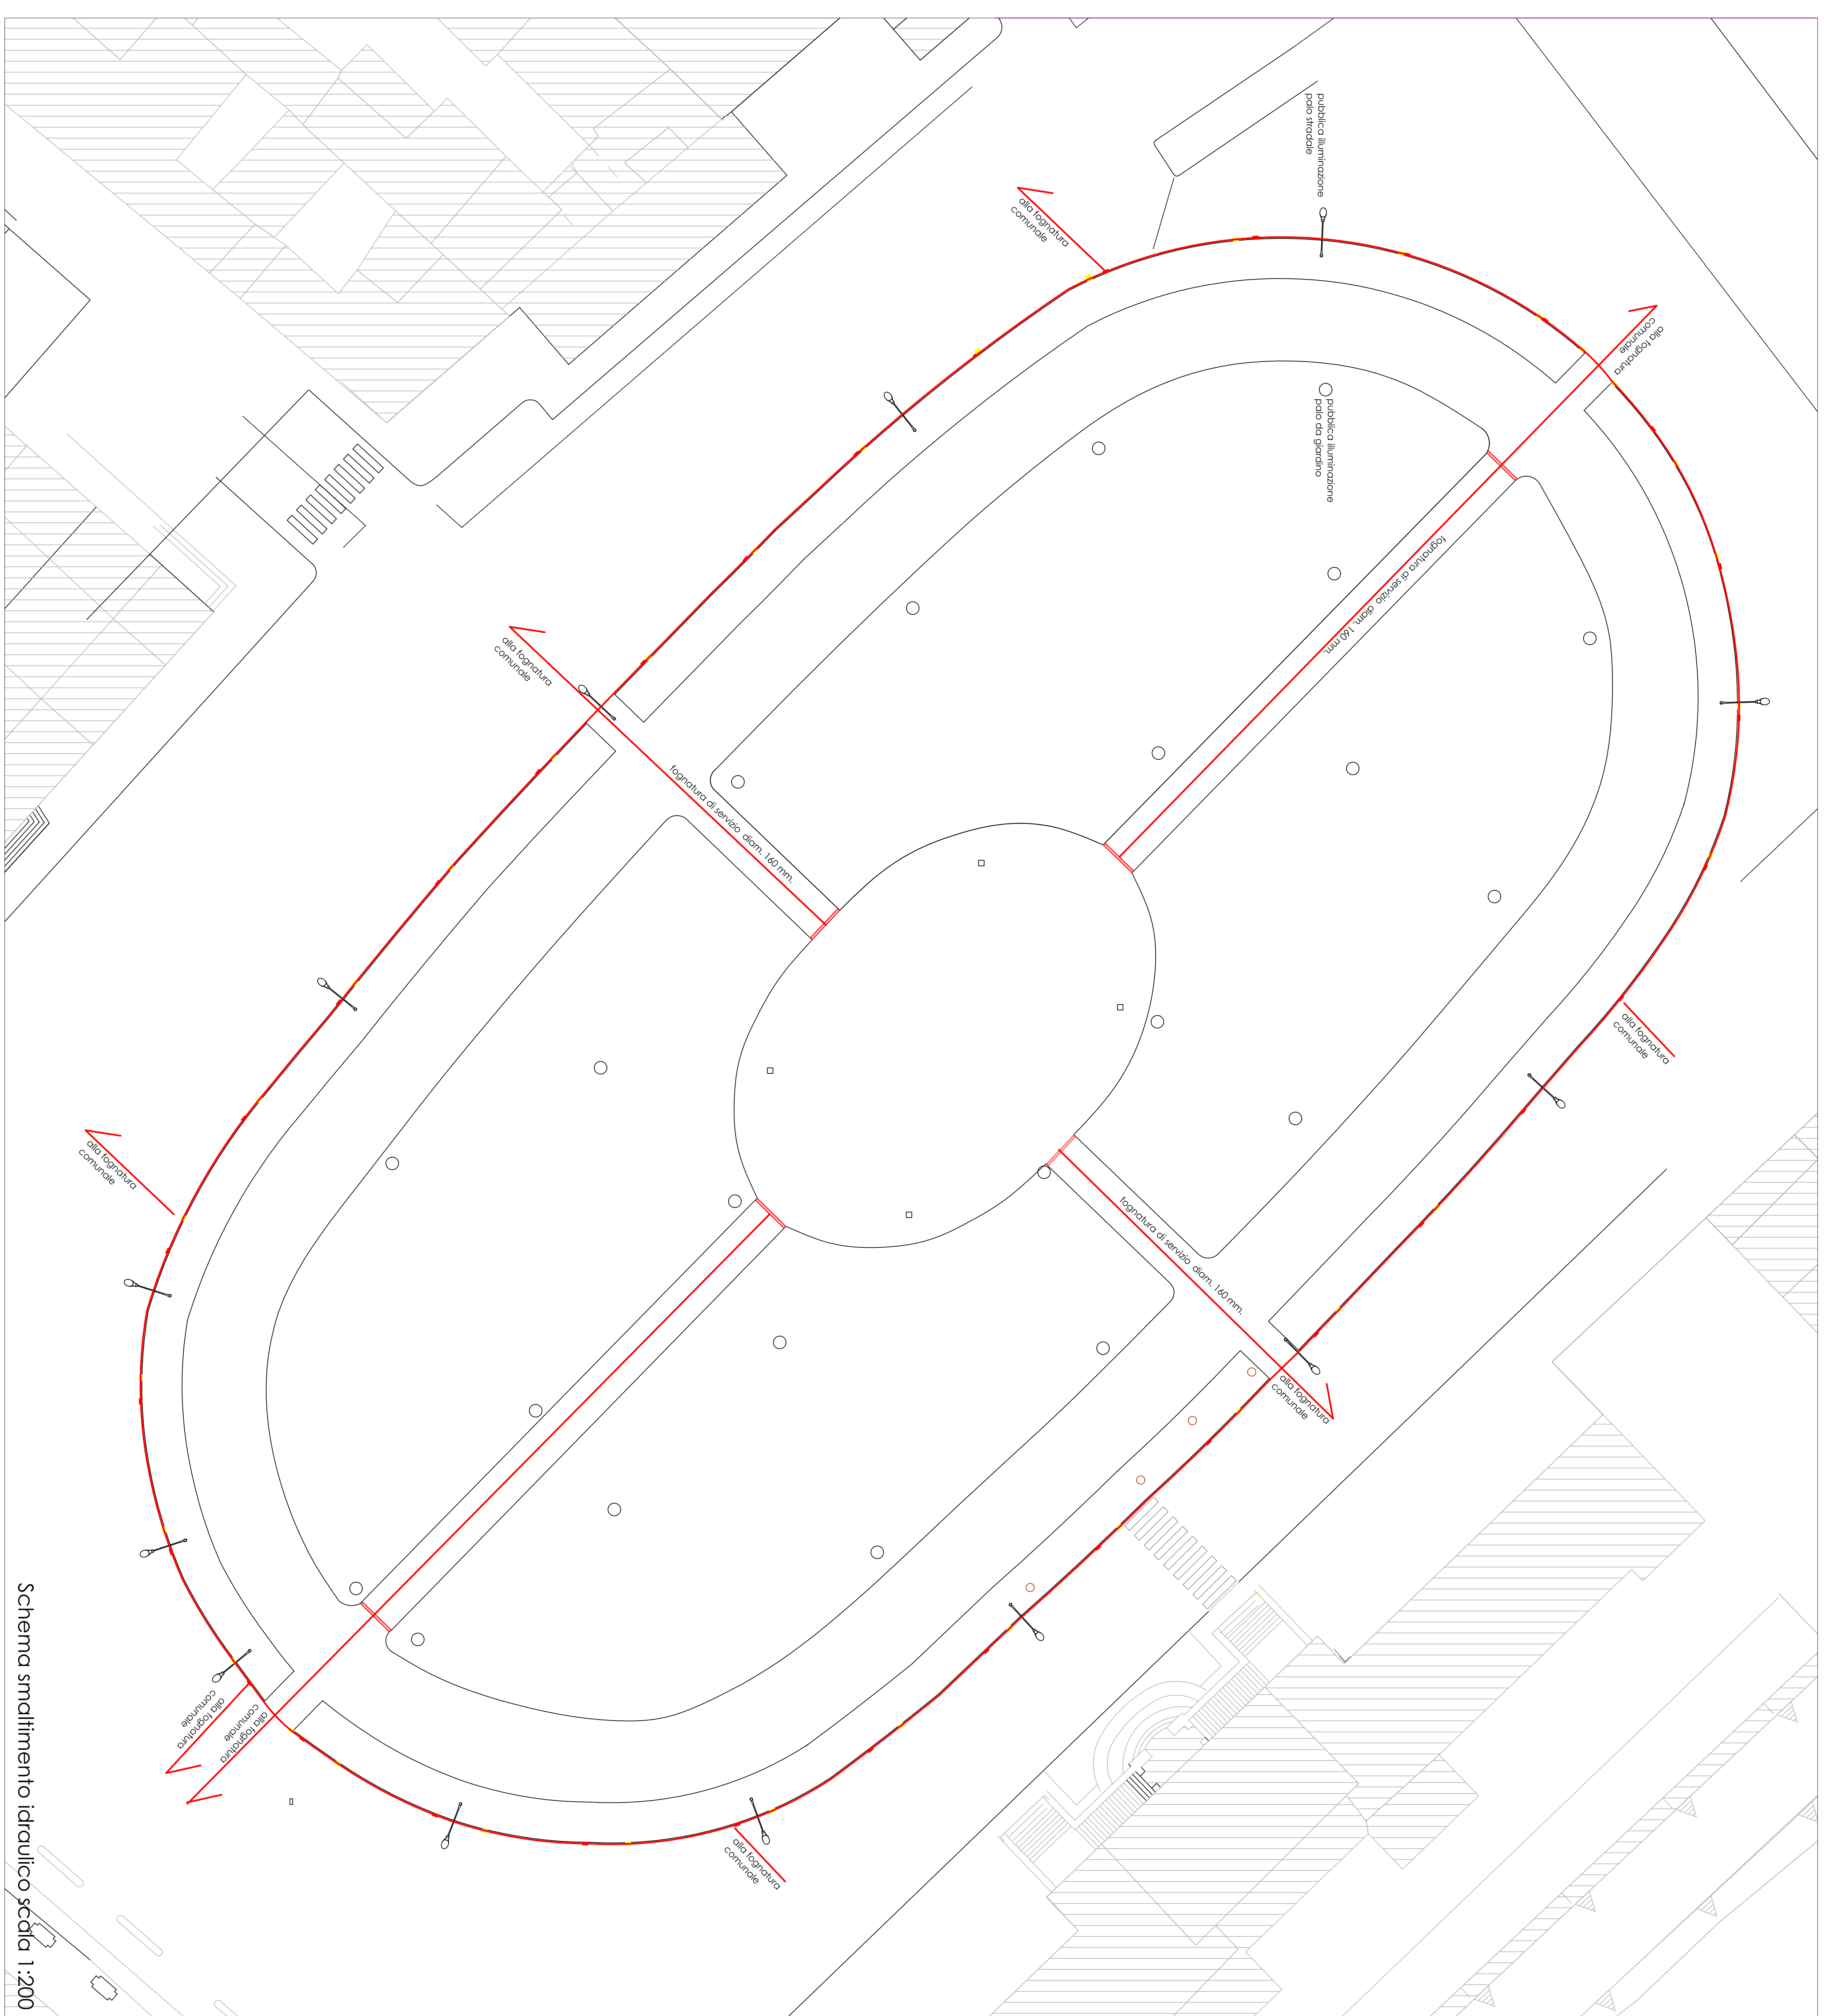 pubblica illuminazione
palo stradale
alla fognatura
comunale
alla fognatura
comunale
pubblica illuminazione
palo da giardino
fognatura di servizio diam. 160 mm.
alla fognatura
comunale
fognatura di servizio diam. 160 mm.
alla fognatura
comunale
alla fognatura
comunale
fognatura di servizio diam. 160 mm.
alla fognatura
comunale
alla fognatura
comunale
alla fognatura
comunale
alla fognatura
comunale
Schema smaltimento idraulico scala 1:200